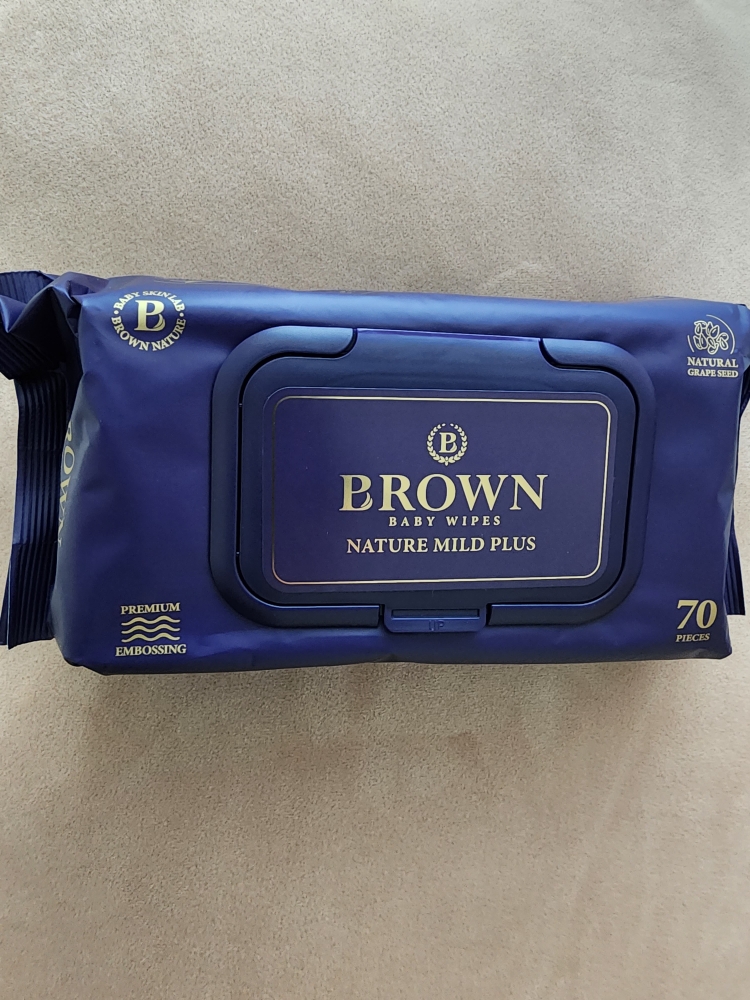 BABY SKIN LAB
B
BROWN NATURE
NATURAL
GRAPE SEED
B
BROWN
BABY WIPES
NATURE MILD PLUS
PREMIUM
EMBOSSING
70
PIECES
UP
BROWN